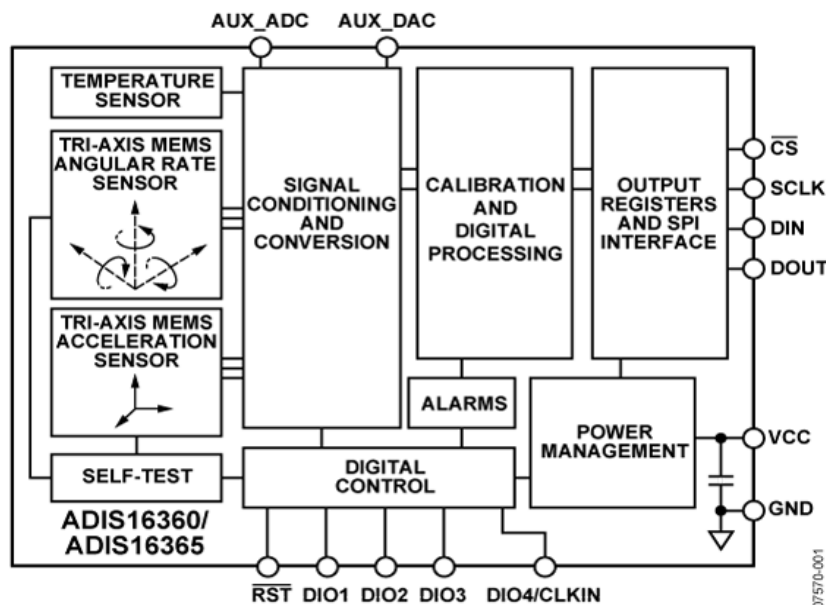 AUX_ADC
AUX_DAC
TEMPERATURE
SENSOR
TRI-AXIS MEMS
ANGULAR RATE
SENSOR
TRI-AXIS MEMS
ACCELERATION
SENSOR
SELF-TEST
SIGNAL
CONDITIONING
AND
CONVERSION
CALIBRATION
AND
DIGITAL
PROCESSING
OUTPUT
REGISTERS
AND SPI
INTERFACE
CS
SCLK
DIN
DOUT
ALARMS
POWER
MANAGEMENT
VCC
GND
DIGITAL
CONTROL
ADIS16360/
ADIS16365
RST
DIO1
DIO2
DIO3
DIO4/CLKIN
07570-001